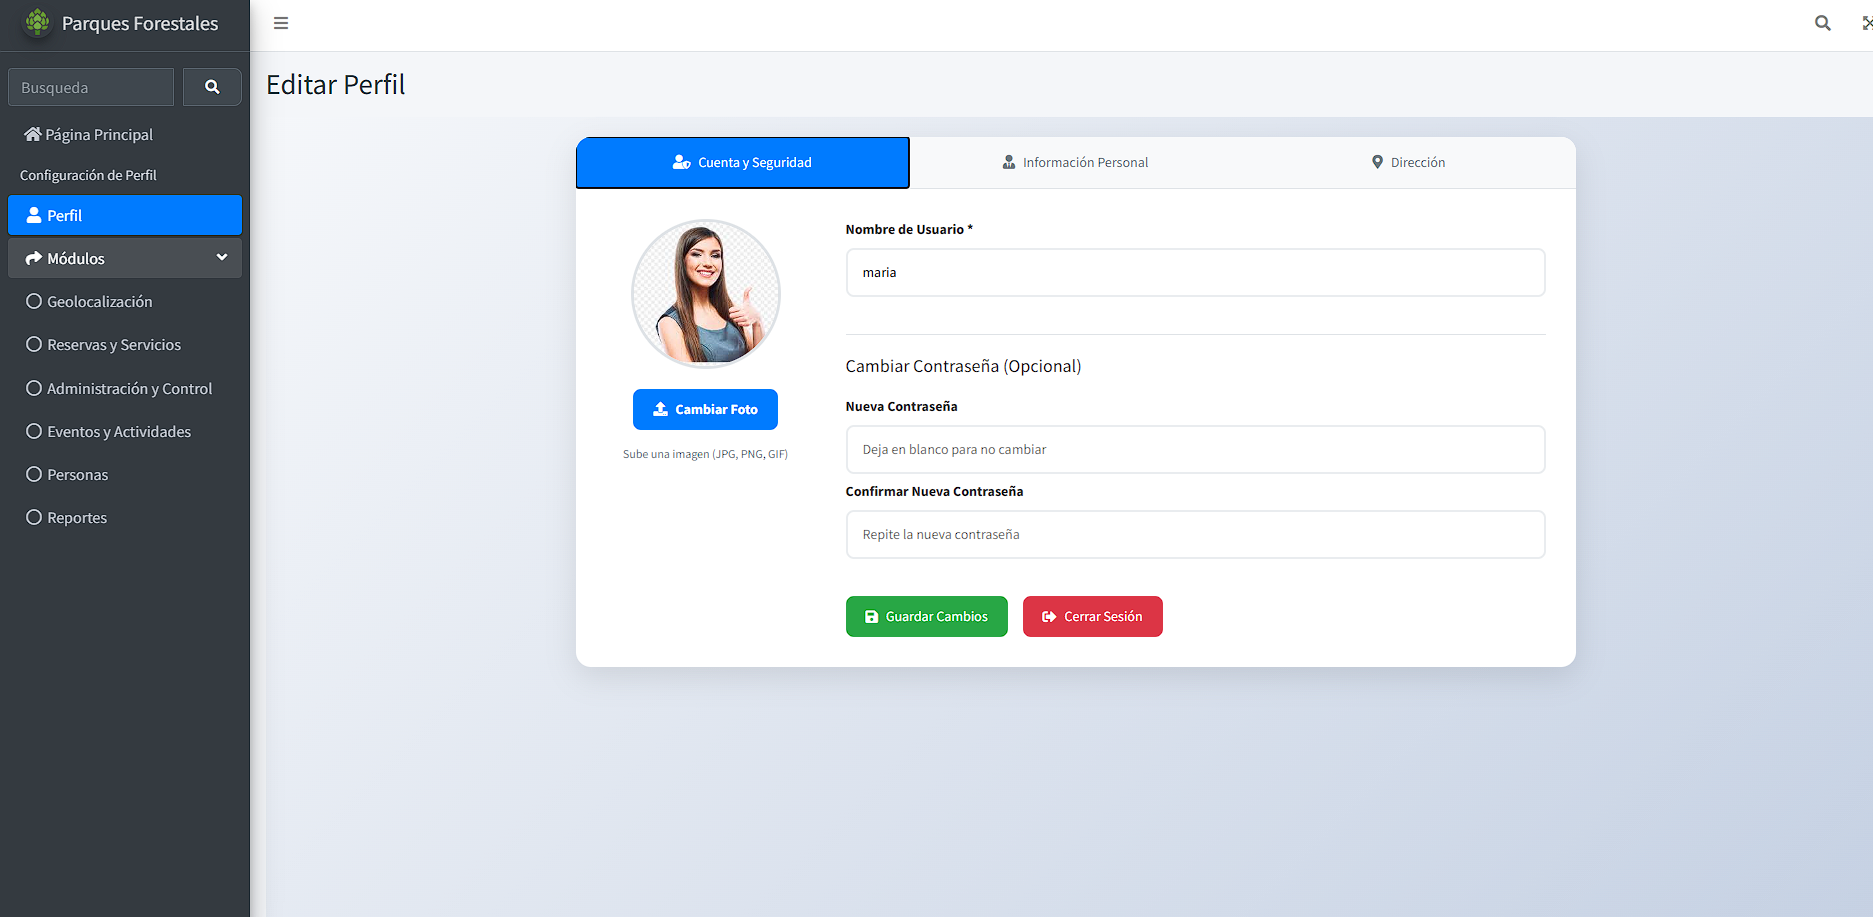 Parques Forestales
Busqueda
Página Principal
Configuración de Perfil
Perfil
Módulos
Geolocalización
Reservas y Servicios
Administración y Control
Eventos y Actividades
Personas
Reportes
Editar Perfil
Cuenta y Seguridad
Información Personal
Dirección
Cambiar Foto
Sube una imagen (JPG, PNG, GIF)
Nombre de Usuario *
maria
Cambiar Contraseña (Opcional)
Nueva Contraseña
Deja en blanco para no cambiar
Confirmar Nueva Contraseña
Repite la nueva contraseña
Guardar Cambios
Cerrar Sesión